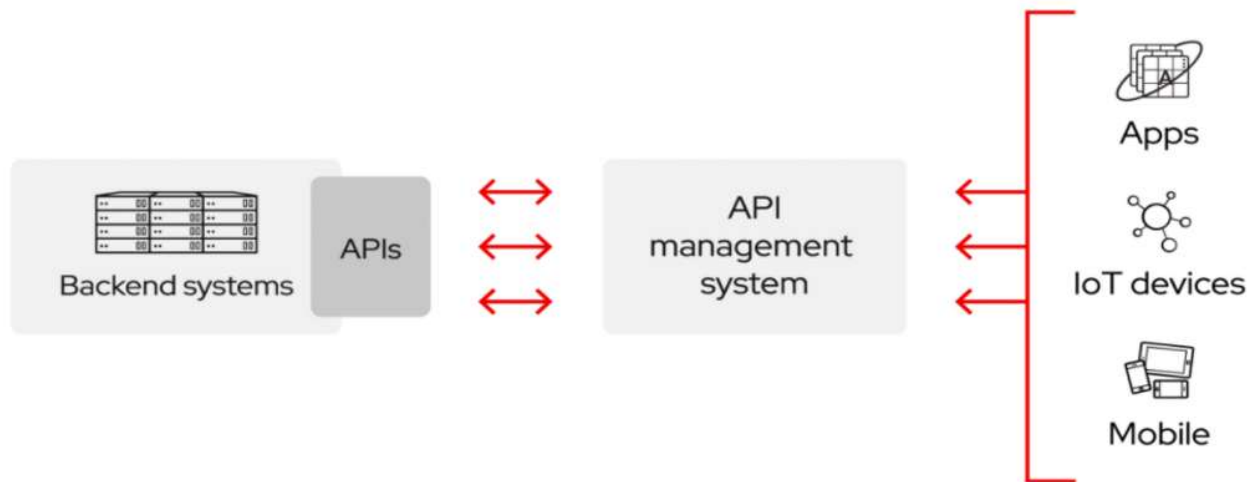 Backend systems
APIs
API
management
system
A
Apps
IoT devices
Mobile